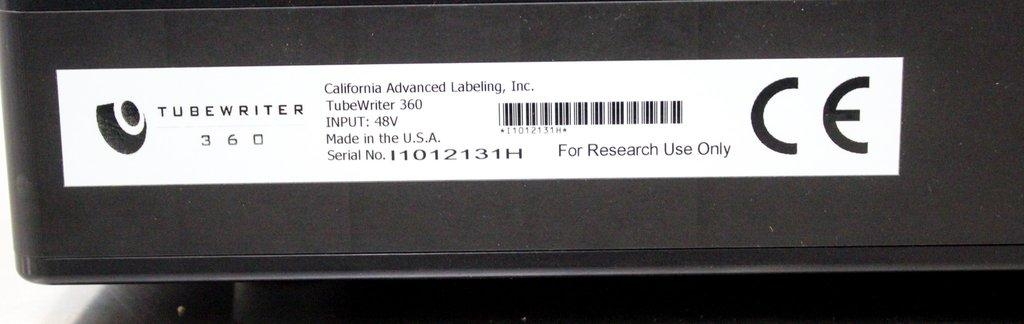 TUBEWRITER
360
California Advanced Labeling, Inc.
TubeWriter 360
INPUT: 48V
Made in the U.S.A.
Serial No. I1012131H
*I1012131H*
For Research Use Only
CE